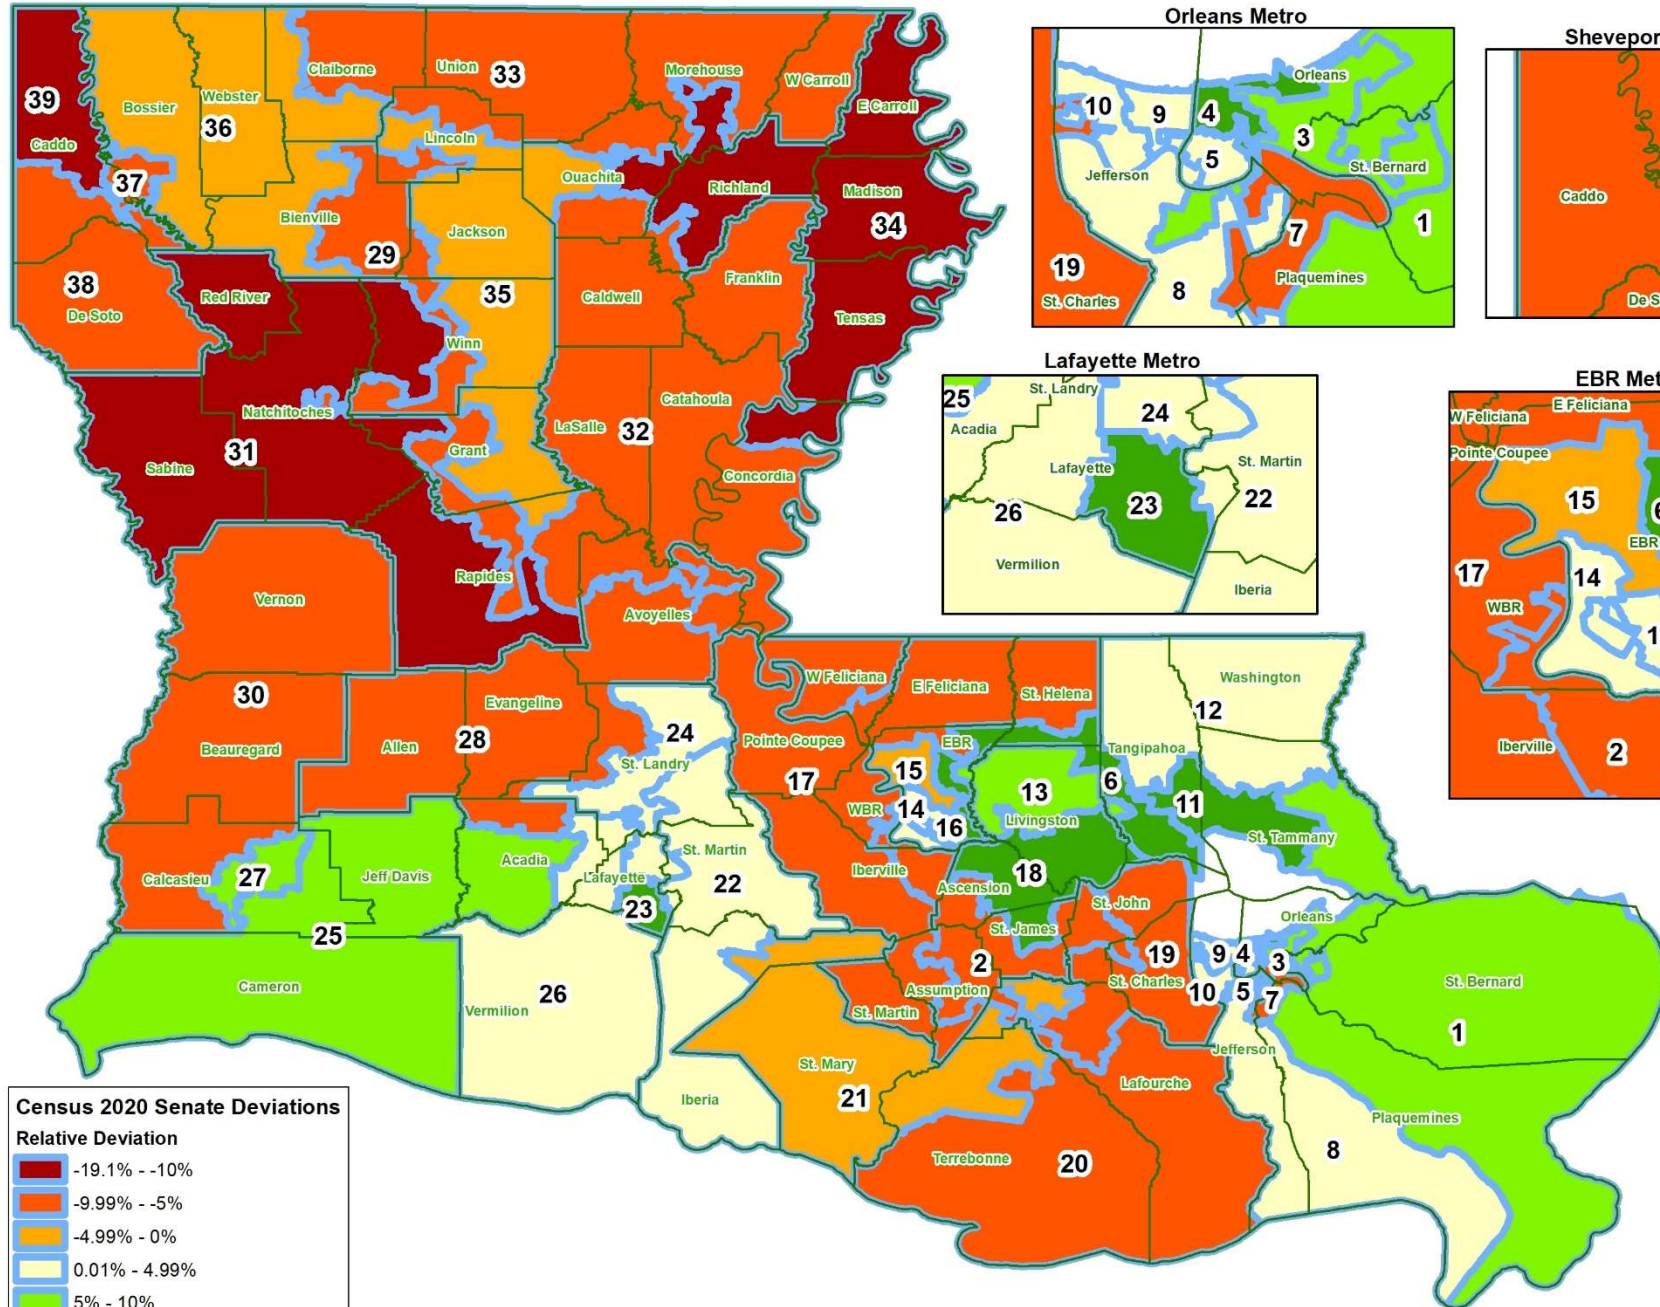 Orleans Metro
Shevepor
Claiborne
Union
33
Morehouse
W Carroll
39
Bossier
Webster
36
E Carroll
Caddo
Lincoln
37
Ouachita
Richland
Madison
34
Bienville
29
Jackson
38
De Soto
Red River
35
Caldwell
Franklin
Tensas
Winn
Natchitoches
Catahoula
LaSalle
32
31
Sabine
Grant
Concordia
Vernon
Rapides
Avoyelles
30
Beauregard
Evangeline
Allen
28
24
St. Landry
W Feliciana
E Feliciana
St. Helena
Washington
12
Pointe Coupee
EBR
Tangipahoa
17
15
13
6
11
WBR
14
16
Livingston
St. Tammany
Calcasieu
27
Jeff Davis
Acadia
St. Martin
22
Lafayette
23
Iberville
Ascension
18
St. John
St. James
Orleans
25
2
19
9
4
3
Cameron
26
Vermilion
Assumption
St. Charles
10
5
7
St. Bernard
St. Martin
1
Jefferson
St. Mary
21
Lafourche
Iberia
Plaquemines
Terrebonne
20
8
Orleans
10
9
4
3
5
St. Bernard
Jefferson
7
1
19
Plaquemines
St. Charles
8
Caddo
De S
Lafayette Metro
St. Landry
25
24
Acadia
Lafayette
St. Martin
23
22
26
Vermilion
Iberia
EBR Met
W Feliciana
E Feliciana
Pointe Coupee
15
6
EBR
17
14
WBR
1
Iberville
2
Census 2020 Senate Deviations
Relative Deviation
-19.1% - -10%
-9.99% - -5%
-4.99% - 0%
0.01% - 4.99%
5% - 10%